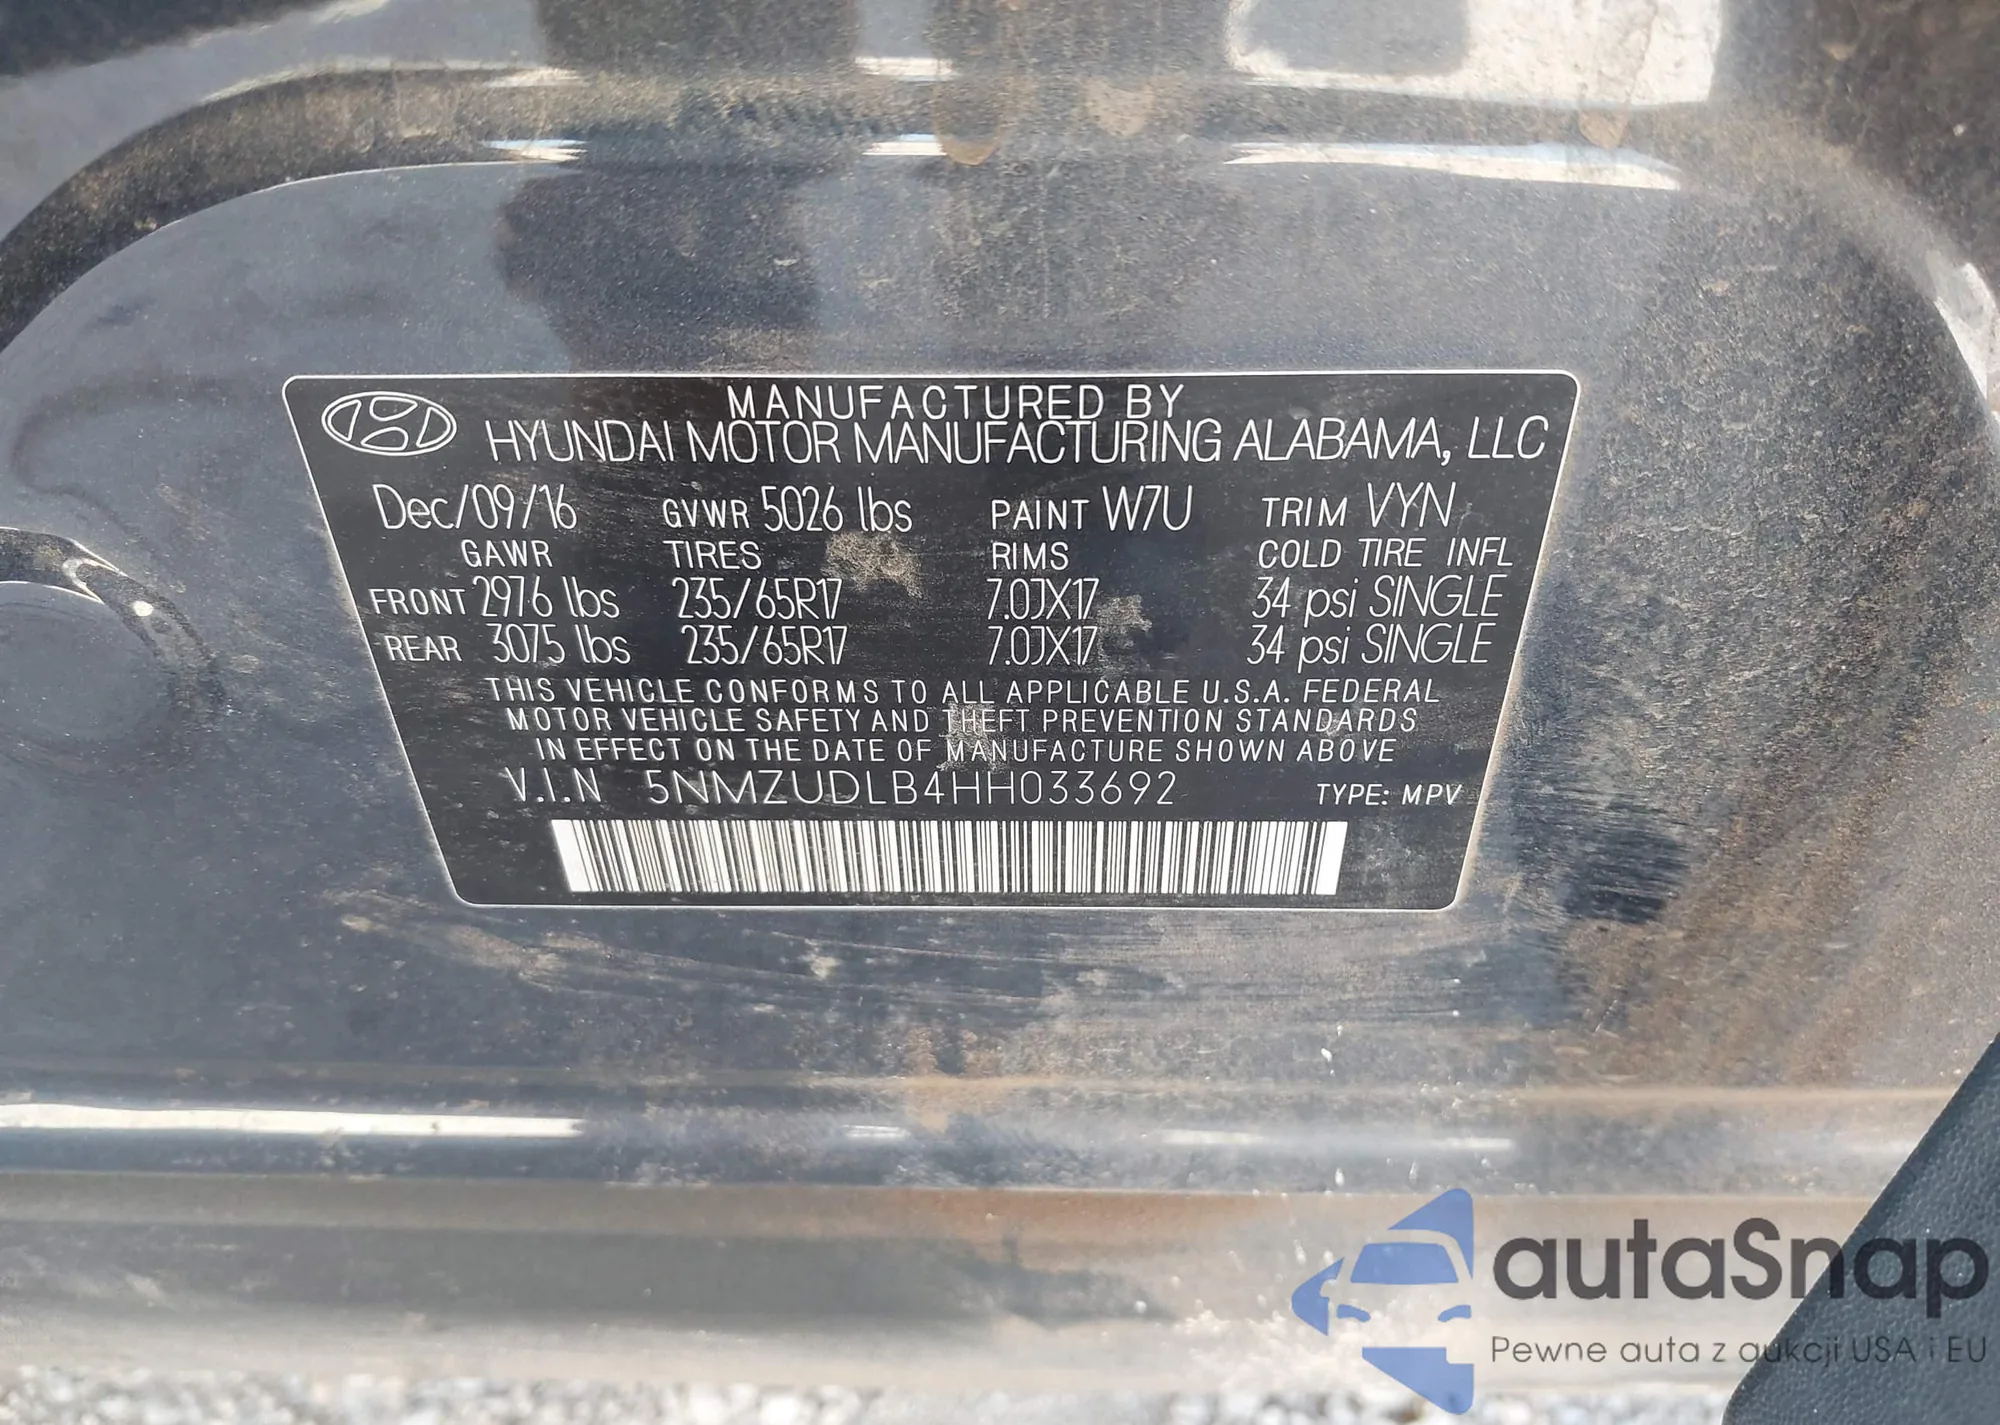 MANUFACTURED BY
HYUNDAI MOTOR MANUFACTURING ALABAMA, LLC
Dec/09/16 GVWR 5026 lbs PAINT W7U TRIM VYN
GAWR TIRES RIMS COLD TIRE INFL
FRONT 2976 lbs 235/65R17 7.0JX17 34 psi SINGLE
REAR 3075 lbs 235/65R17 7.0JX17 34 psi SINGLE
THIS VEHICLE CONFORMS TO ALL APPLICABLE U.S.A. FEDERAL
MOTOR VEHICLE SAFETY AND THEFT PREVENTION STANDARDS
IN EFFECT ON THE DATE OF MANUFACTURE SHOWN ABOVE
V.I.N 5NMZUDLB4HH033692 TYPE: MPV
autaSnap
Pewne auta z aukcji USA i EU